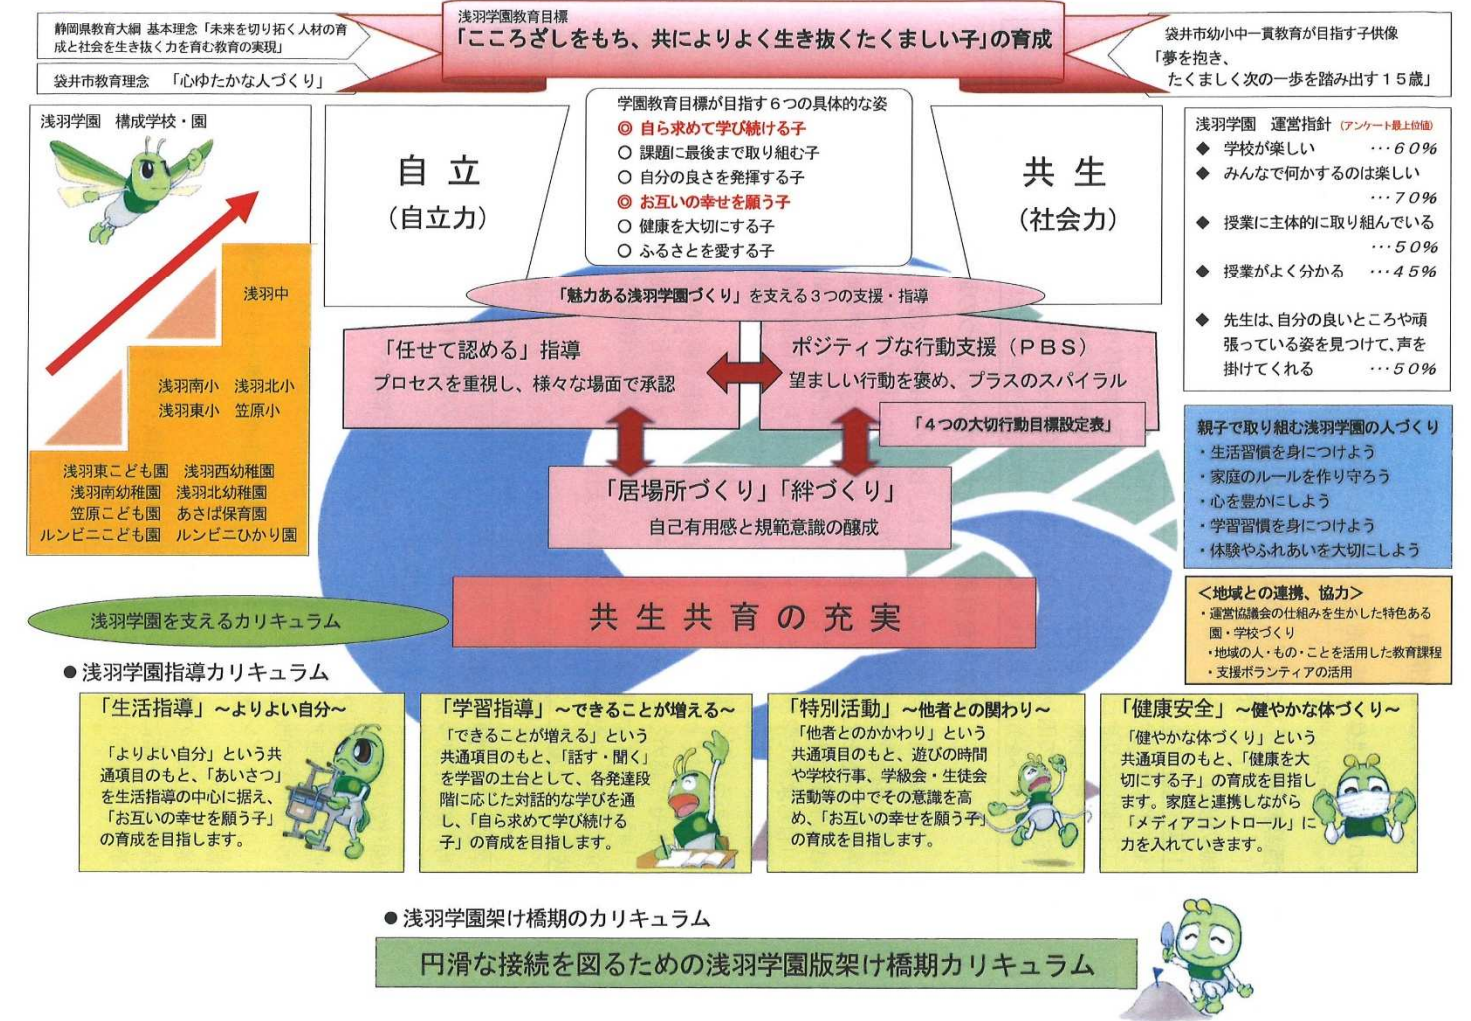 静岡県教育大綱 基本理念「未来を切り拓く人材の育
成と社会を生き抜く力を育む教育の実現」
袋井市教育理念 「心ゆたかな人づくり」
浅羽学園教育目標
「こころざしをもち、共によりよく生き抜くたくましい子」の育成
袋井市幼小中一貫教育が目指す子供像
「夢を抱き、
たくましく次の一歩を踏み出す15歳」
浅羽学園 構成学校・園
浅羽中
浅羽南小 浅羽北小
浅羽東小 笠原小
浅羽東こども園 浅羽西幼稚園
浅羽南幼稚園 浅羽北幼稚園
笠原こども園 あさば保育園
ルンビニこども園 ルンビニひかり園
自立
(自立力)
学園教育目標が目指す6つの具体的な姿
◎ 自ら求めて学び続ける子
○ 課題に最後まで取り組む子
○ 自分の良さを発揮する子
◎ お互いの幸せを願う子
○ 健康を大切にする子
○ ふるさとを愛する子
共生
(社会力)
浅羽学園 運営指針 (アンケート最上位値)
◆ 学校が楽しい …60%
◆ みんなで何かするのは楽しい
…70%
◆ 授業に主体的に取り組んでいる
…50%
◆ 授業がよく分かる …45%
◆ 先生は、自分の良いところや頑
張っている姿を見つけて、声を
掛けてくれる …50%
「魅力ある浅羽学園づくり」を支える3つの支援・指導
「任せて認める」指導
プロセスを重視し、様々な場面で承認
ポジティブな行動支援(PBS)
望ましい行動を褒め、プラスのスパイラル
「4つの大切行動目標設定表」
「居場所づくり」「絆づくり」
自己有用感と規範意識の醸成
親子で取り組む浅羽学園の人づくり
・生活習慣を身につけよう
・家庭のルールを作り守ろう
・心を豊かにしよう
・学習習慣を身につけよう
・体験やふれあいを大切にしよう
共生共育の充実
<地域との連携、協力>
・運営協議会の仕組みを生かした特色ある
園・学校づくり
・地域の人・もの・ことを活用した教育課程
・支援ボランティアの活用
浅羽学園を支えるカリキュラム
●浅羽学園指導カリキュラム
「生活指導」~よりよい自分~
「よりよい自分」という共
通項目のもと、「あいさつ」
を生活指導の中心に据え、
「お互いの幸せを願う子」
の育成を目指します。
「学習指導」~できることが増える~
「できることが増える」という
共通項目のもと、「話す・聞く」
を学習の土台として、各発達段
階に応じた対話的な学びを通
し、「自ら求めて学び続ける
子」の育成を目指します。
「特別活動」~他者との関わり~
「他者とのかかわり」という
共通項目のもと、遊びの時間
や学校行事、学級会・生徒会
活動等の中でその意識を高
め、「お互いの幸せを願う子」
の育成を目指します。
「健康安全」~健やかな体づくり~
「健やかな体づくり」という
共通項目のもと、「健康を大
切にする子」の育成を目指し
ます。家庭と連携しながら
「メディアコントロール」に
力を入れていきます。
●浅羽学園架け橋期のカリキュラム
円滑な接続を図るための浅羽学園版架け橋期カリキュラム